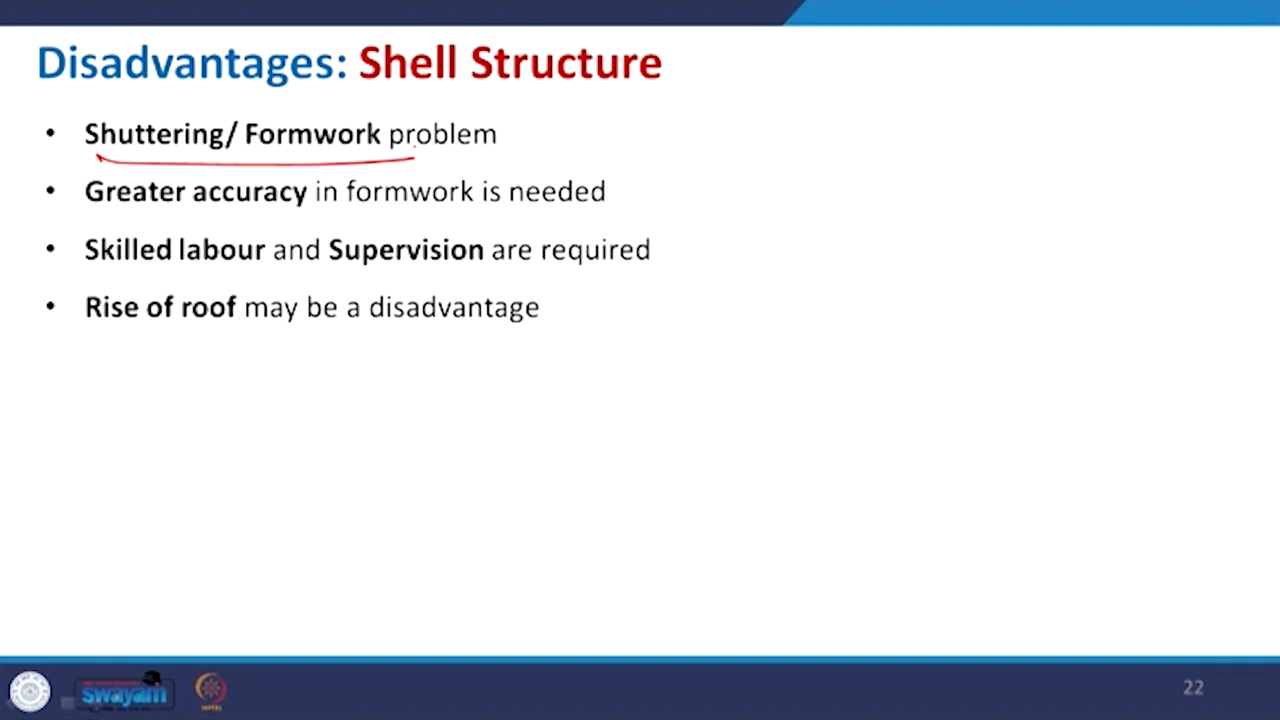 Disadvantages: Shell Structure
• Shuttering/ Formwork problem
• Greater accuracy in formwork is needed
• Skilled labour and Supervision are required
• Rise of roof may be a disadvantage
swayam
22